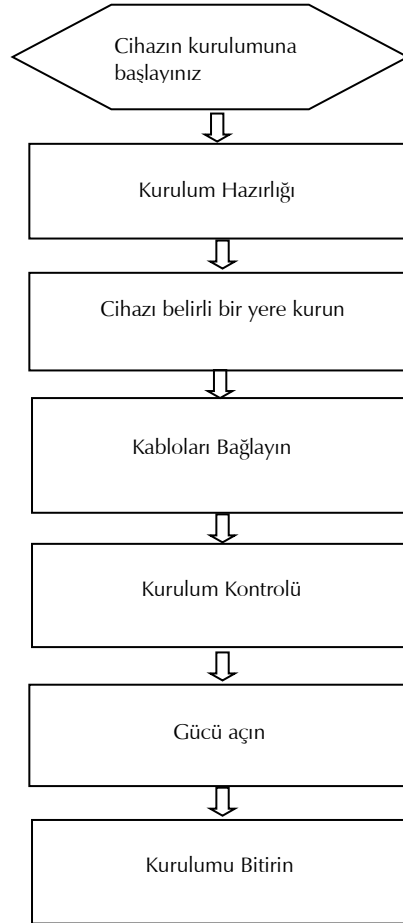 Cihazın kurulumuna
başlayınız
Kurulum Hazırlığı
Cihazı belirli bir yere kurun
Kabloları Bağlayın
Kurulum Kontrolü
Gücü açın
Kurulumu Bitirin